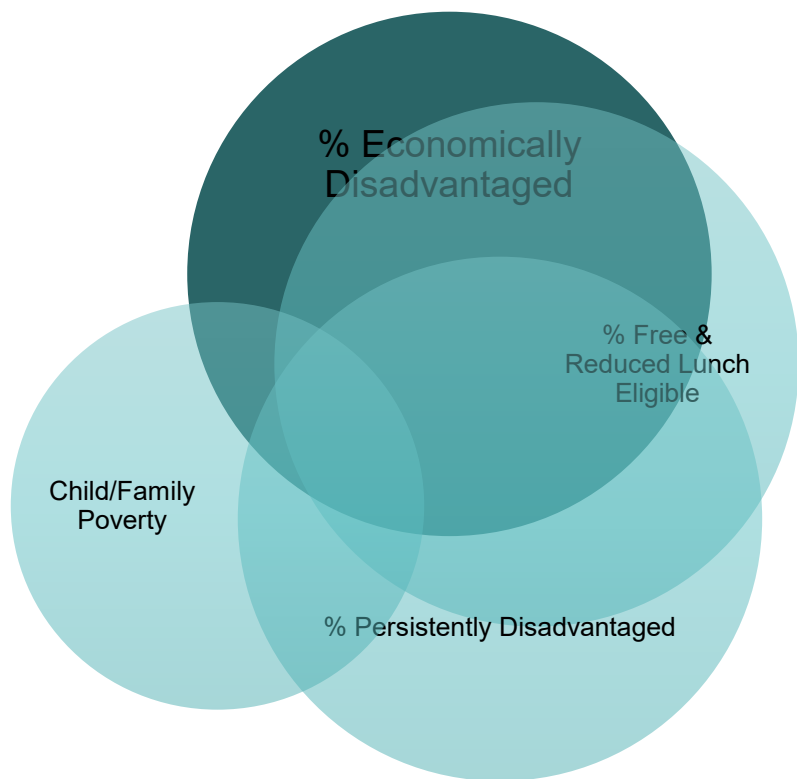 % Economically
Disadvantaged
% Free &
Reduced Lunch
Eligible
Child/Family
Poverty
% Persistently Disadvantaged